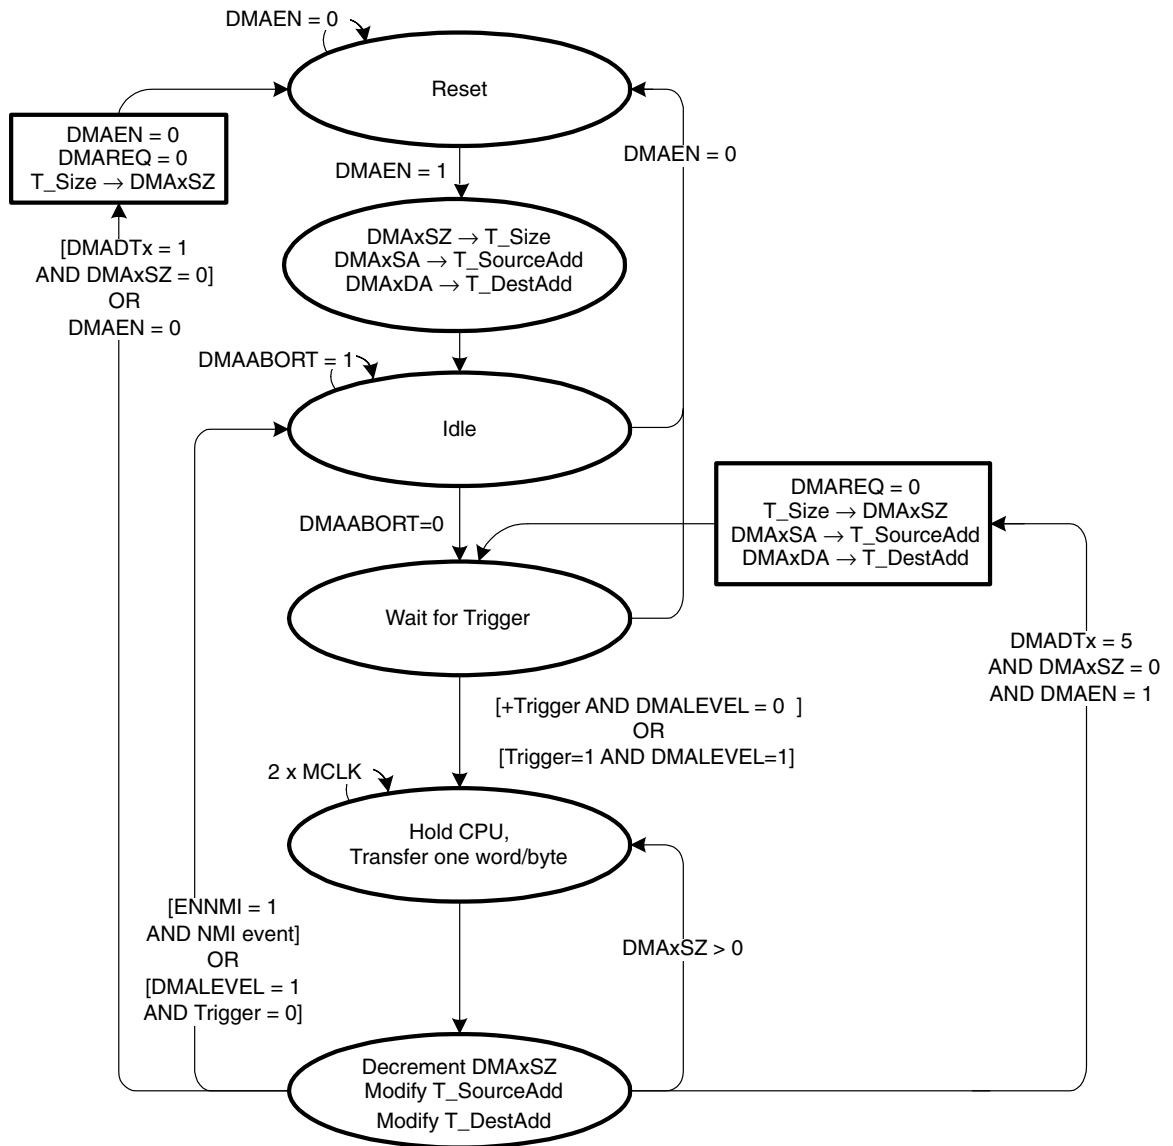 DMAEN = 0
Reset
DMAEN = 0
DMAREQ = 0
T_Size → DMAxSZ
DMAEN = 0
DMAEN = 1
[DMADTx = 1
AND DMAxSZ = 0]
OR
DMAEN = 0
DMAxSZ → T_Size
DMAxSA → T_SourceAdd
DMAxDA → T_DestAdd
DMAABORT = 1
Idle
DMAABORT=0
DMAREQ = 0
T_Size → DMAxSZ
DMAxSA → T_SourceAdd
DMAxDA → T_DestAdd
Wait for Trigger
DMADTx = 5
AND DMAxSZ = 0
AND DMAEN = 1
[+Trigger AND DMALEVEL = 0 ]
OR
[Trigger=1 AND DMALEVEL=1]
2 x MCLK
Hold CPU,
Transfer one word/byte
[ENNMI = 1
AND NMI event]
OR
[DMALEVEL = 1
AND Trigger = 0]
DMAxSZ > 0
Decrement DMAxSZ
Modify T_SourceAdd
Modify T_DestAdd